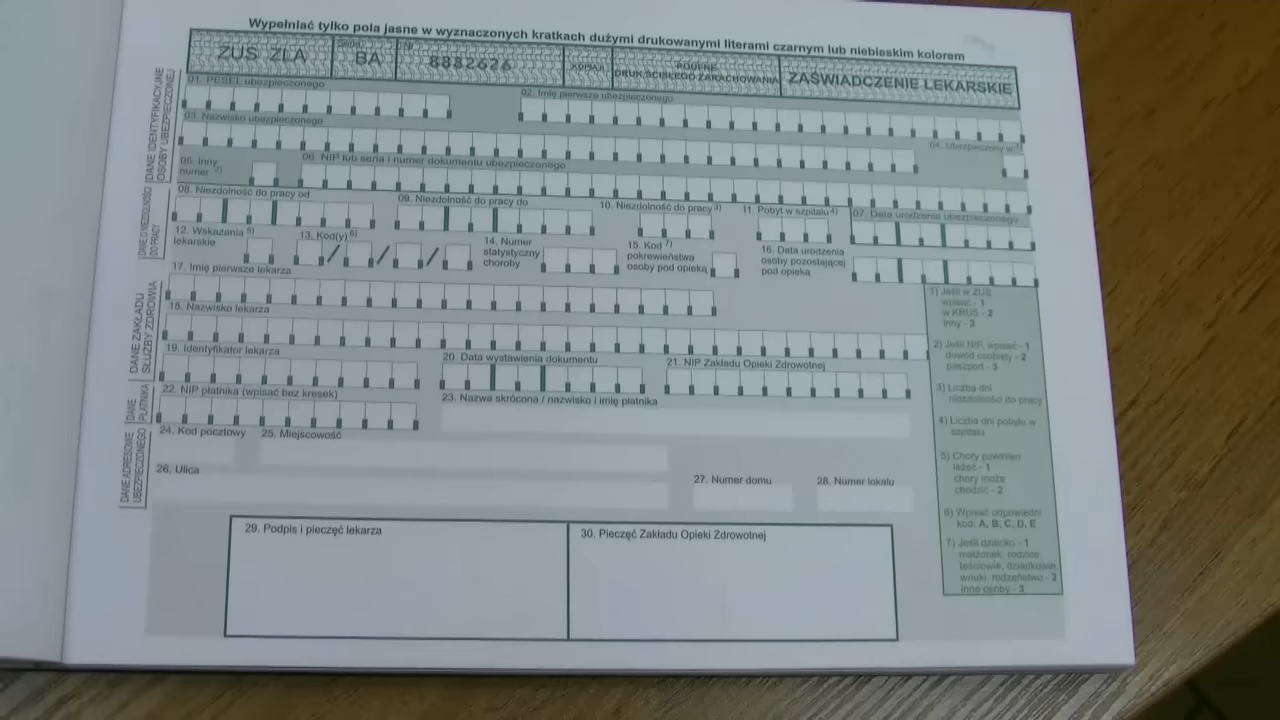 Wypełniać tylko pola jasne w wyznaczonych kratkach dużymi drukowanymi literami czarnym lub niebieskim kolorem
ZUS ZLA BA 8882626 POUFNE
DRUK ŚCISŁEGO ZARACHOWANIA ZAŚWIADCZENIE LEKARSKIE
DANE IDENTYFIKACYJNE
OSOBY UBEZPIECZONEJ
01. PESEL ubezpieczonego
02. Imię pierwsze ubezpieczonego
03. Nazwisko ubezpieczonego
04. Ubezpieczony w:1)
05. Inny
numer 2)
06. NIP lub seria i numer dokumentu ubezpieczonego
07. Data urodzenia ubezpieczonego
DO PRACY
08. Niezdolność do pracy od
09. Niezdolność do pracy do
10. Niezdolność do pracy3)
11. Pobyt w szpitalu4)
12. Wskazania 5)
lekarskie
13. Kod(y) 6)
14. Numer
statystyczny
choroby
15. Kod 7)
pokrewieństwa
osoby pod opieką
16. Data urodzenia
osoby pozostającej
pod opieką
DANE ZAKŁADU
SŁUŻBY ZDROWIA
17. Imię pierwsze lekarza
18. Nazwisko lekarza
19. Identyfikator lekarza
20. Data wystawienia dokumentu
21. NIP Zakładu Opieki Zdrowotnej
DANE
PŁATNIKA
22. NIP płatnika (wpisać bez kresek)
23. Nazwa skrócona / nazwisko i imię płatnika
DANE ADRESOWE
UBEZPIECZONEGO
24. Kod pocztowy
25. Miejscowość
26. Ulica
27. Numer domu
28. Numer lokalu
29. Podpis i pieczęć lekarza
30. Pieczęć Zakładu Opieki Zdrowotnej
1) Jeśli w ZUS
wpisać - 1
w KRUS - 2
inny - 3
2) Jeśli NIP, wpisać - 1
dowód osobisty - 2
paszport - 3
3) Liczba dni
niezdolności do pracy
4) Liczba dni pobytu w
szpitalu
5) Chory powinien
leżeć - 1
chory może
chodzić - 2
6) Wpisać odpowiedni
kod: A, B, C, D, E
7) Jeśli dziecko - 1
małżonek, rodzice,
teściowie, dziadkowie,
wnuki, rodzeństwo - 2
inne osoby - 3